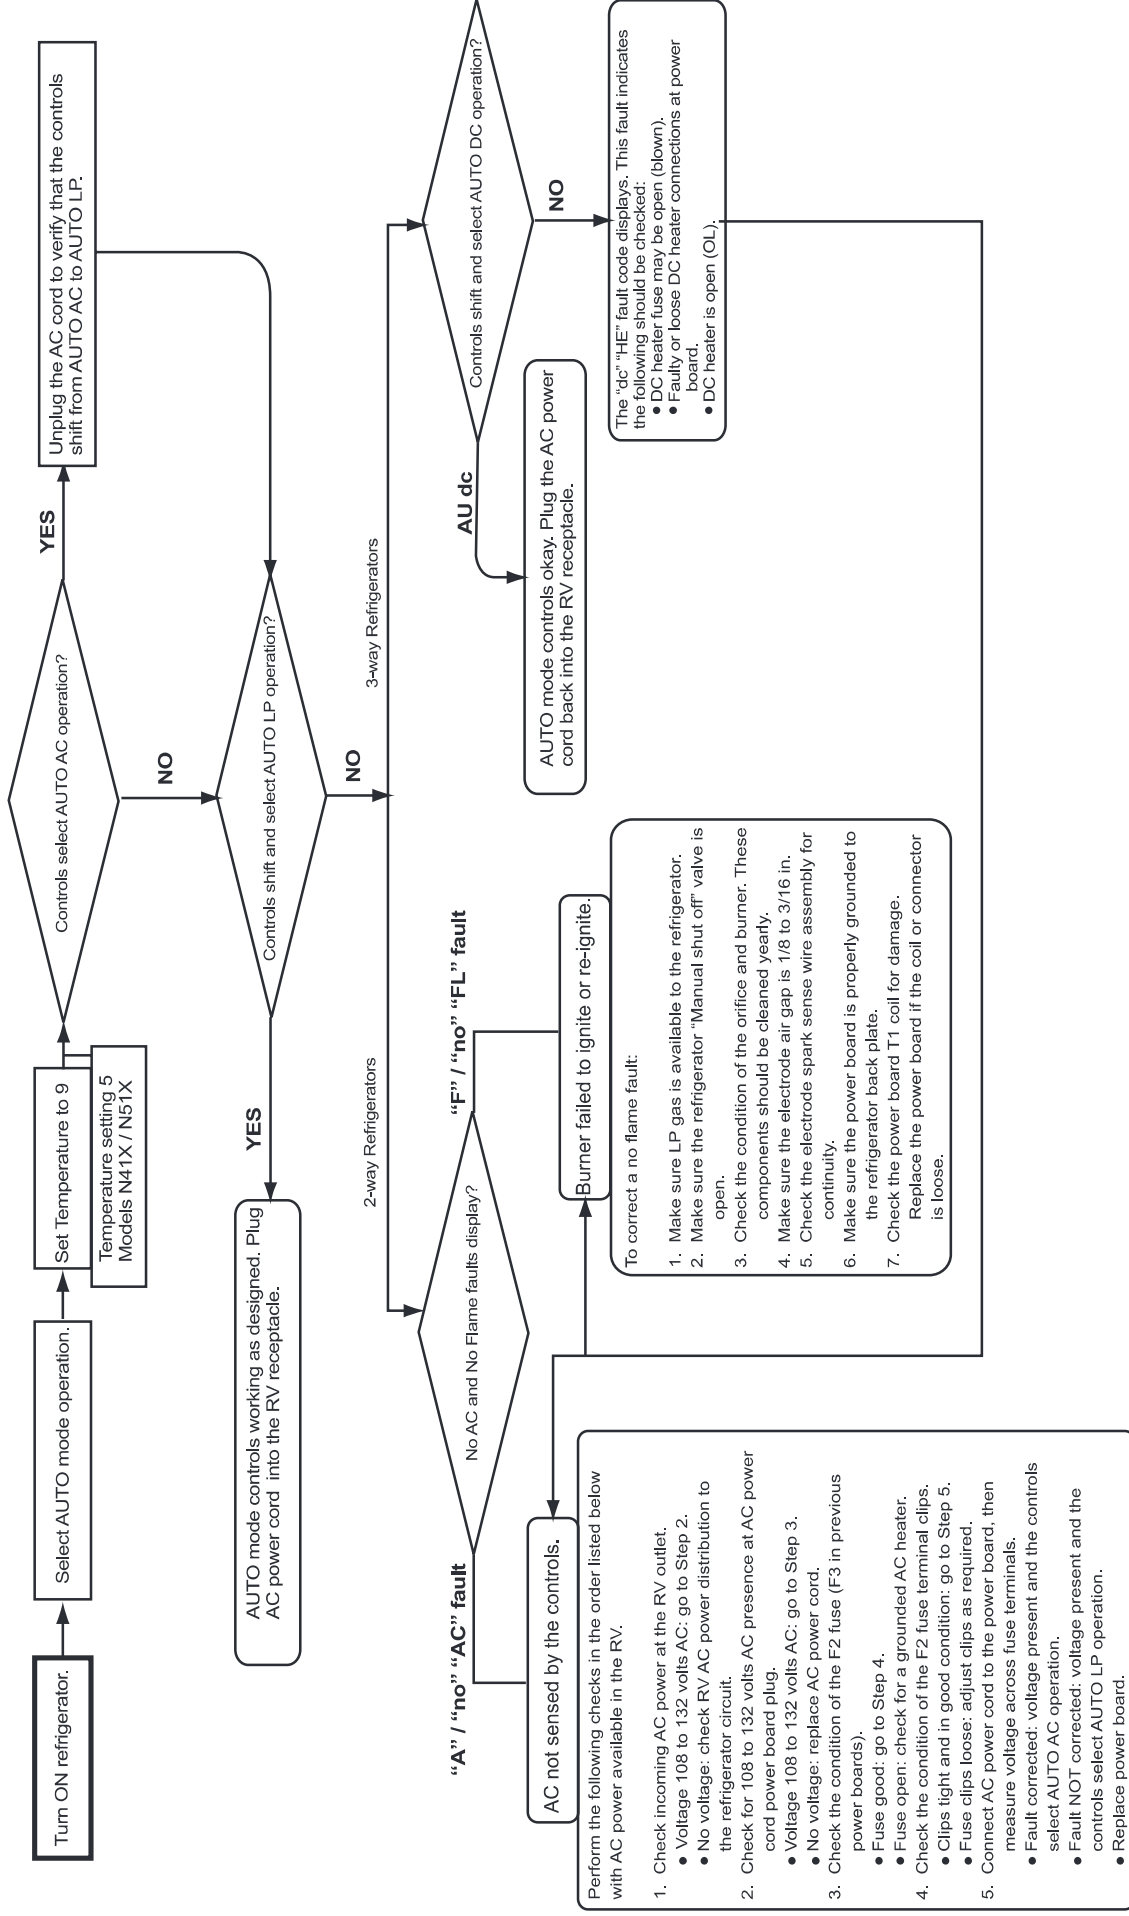 Turn ON refrigerator.
Select AUTO mode operation.
Set Temperature to 9
Temperature setting 5
Models N41X / N51X
Controls select AUTO AC operation?
YES
Unplug the AC cord to verify that the controls
shift from AUTO AC to AUTO LP.
NO
Controls shift and select AUTO LP operation?
YES
AUTO mode controls working as designed. Plug
AC power cord into the RV receptacle.
NO
2-way Refrigerators
3-way Refrigerators
No AC and No Flame faults display?
“A” / “no” “AC” fault
“F” / “no” “FL” fault
Controls shift and select AUTO DC operation?
AU dc
NO
AUTO mode controls okay. Plug the AC power
cord back into the RV receptacle.
The “dc” “HE” fault code displays. This fault indicates
the following should be checked:
● DC heater fuse may be open (blown).
● Faulty or loose DC heater connections at power
board.
● DC heater is open (OL).
AC not sensed by the controls.
Perform the following checks in the order listed below
with AC power available in the RV.
1. Check incoming AC power at the RV outlet.
● Voltage 108 to 132 volts AC: go to Step 2.
● No voltage: check RV AC power distribution to
the refrigerator circuit.
2. Check for 108 to 132 volts AC presence at AC power
cord power board plug.
● Voltage 108 to 132 volts AC: go to Step 3.
● No voltage: replace AC power cord.
3. Check the condition of the F2 fuse (F3 in previous
power boards).
● Fuse good: go to Step 4.
● Fuse open: check for a grounded AC heater.
4. Check the condition of the F2 fuse terminal clips.
● Clips tight and in good condition: go to Step 5.
● Fuse clips loose: adjust clips as required.
5. Connect AC power cord to the power board, then
measure voltage across fuse terminals.
● Fault corrected: voltage present and the controls
select AUTO AC operation.
● Fault NOT corrected: voltage present and the
controls select AUTO LP operation.
● Replace power board.
Burner failed to ignite or re-ignite.
To correct a no flame fault:
1. Make sure LP gas is available to the refrigerator.
2. Make sure the refrigerator “Manual shut off” valve is
open.
3. Check the condition of the orifice and burner. These
components should be cleaned yearly.
4. Make sure the electrode air gap is 1/8 to 3/16 in.
5. Check the electrode spark sense wire assembly for
continuity.
6. Make sure the power board is properly grounded to
the refrigerator back plate.
7. Check the power board T1 coil for damage.
Replace the power board if the coil or connector
is loose.